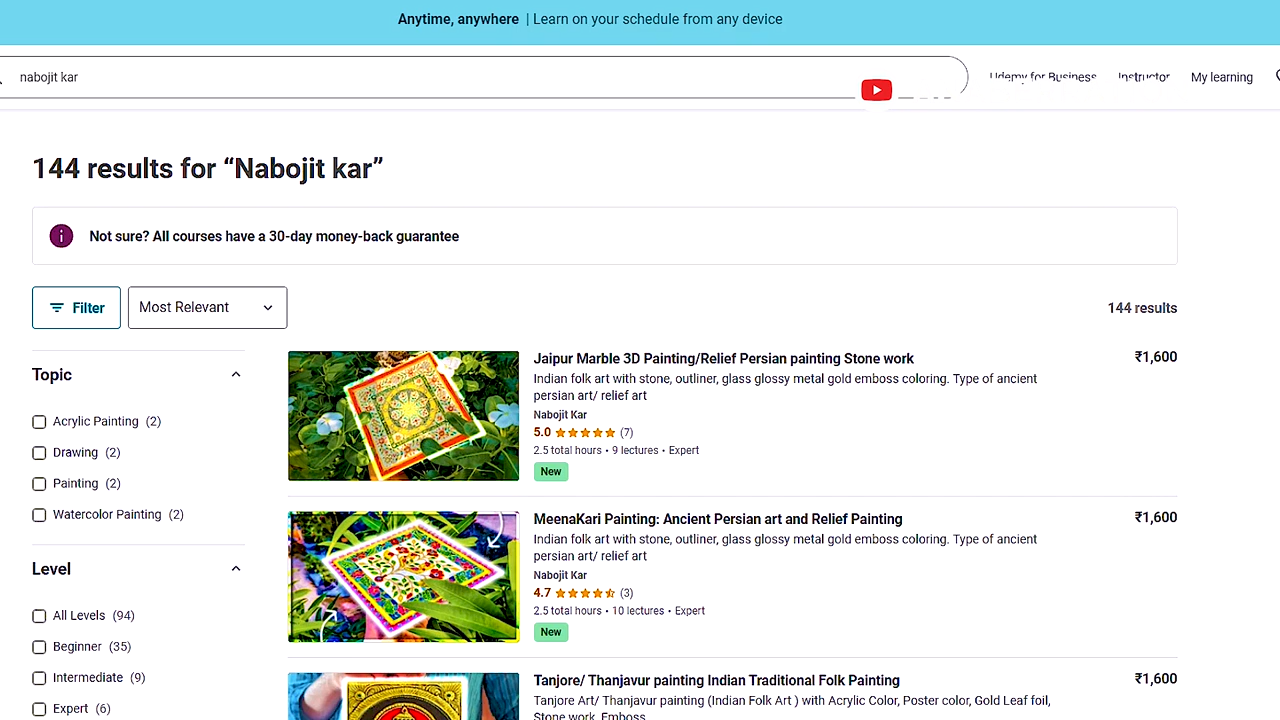 Anytime, anywhere | Learn on your schedule from any device
nabojit kar
Udemy for Business Instructor My learning
144 results for “Nabojit kar”
Not sure? All courses have a 30-day money-back guarantee
Filter
Most Relevant
144 results
Topic
Acrylic Painting (2)
Drawing (2)
Painting (2)
Watercolor Painting (2)
Level
All Levels (94)
Beginner (35)
Intermediate (9)
Expert (6)
Jaipur Marble 3D Painting/Relief Persian painting Stone work
₹1,600
Indian folk art with stone, outliner, glass glossy metal gold emboss coloring. Type of ancient
persian art/ relief art
Nabojit Kar
5.0 (7)
2.5 total hours • 9 lectures • Expert
New
MeenaKari Painting: Ancient Persian art and Relief Painting
₹1,600
Indian folk art with stone, outliner, glass glossy metal gold emboss coloring. Type of ancient
persian art/ relief art
Nabojit Kar
4.7 (3)
2.5 total hours • 10 lectures • Expert
New
Tanjore/ Thanjavur painting Indian Traditional Folk Painting
₹1,600
Tanjore Art/ Thanjavur painting (Indian Folk Art ) with Acrylic Color, Poster color, Gold Leaf foil,
Stone work, Emboss